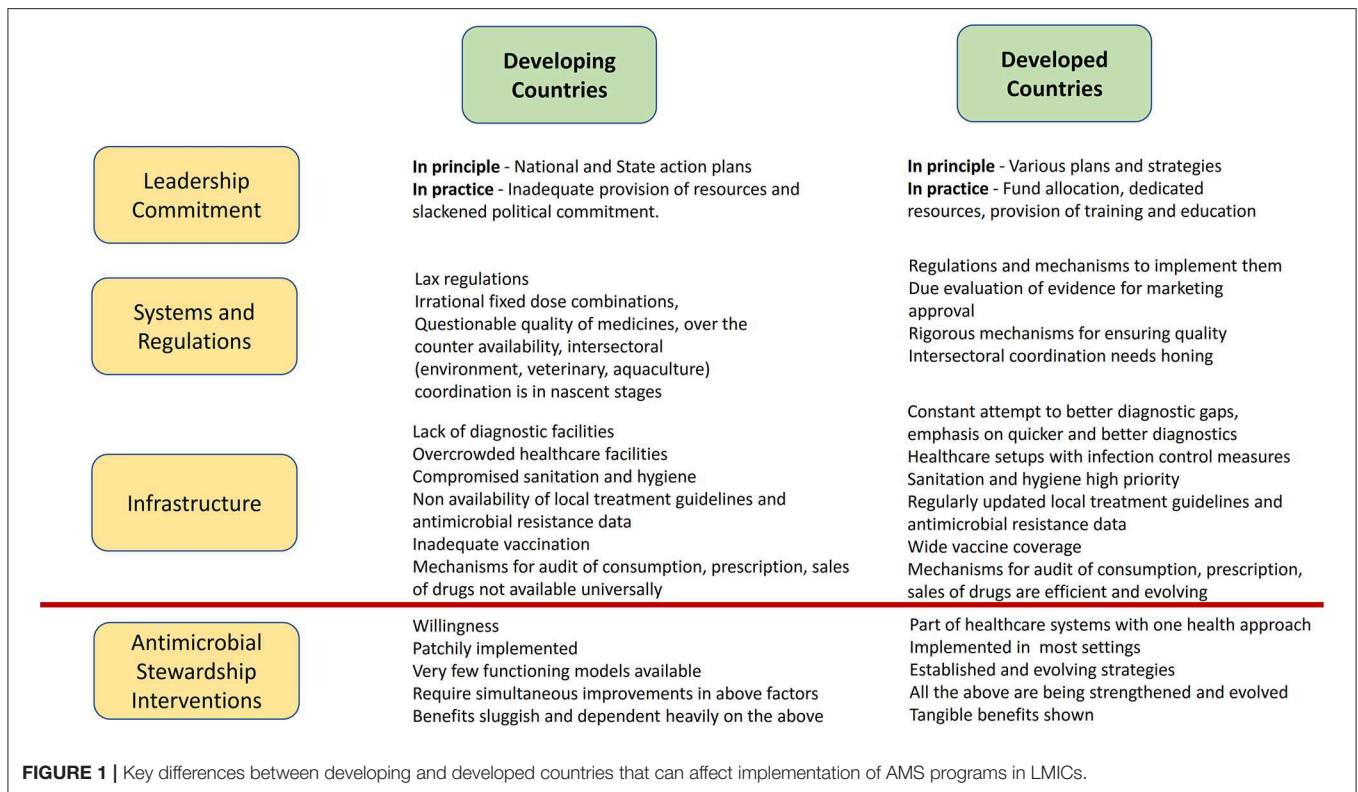 Developing
Countries
Developed
Countries
Leadership
Commitment
In principle - National and State action plans
In practice - Inadequate provision of resources and
slackened political commitment.
In principle - Various plans and strategies
In practice - Fund allocation, dedicated
resources, provision of training and education
Systems and
Regulations
Lax regulations
Irrational fixed dose combinations,
Questionable quality of medicines, over the
counter availability, intersectoral
(environment, veterinary, aquaculture)
coordination is in nascent stages
Regulations and mechanisms to implement them
Due evaluation of evidence for marketing
approval
Rigorous mechanisms for ensuring quality
Intersectoral coordination needs honing
Infrastructure
Lack of diagnostic facilities
Overcrowded healthcare facilities
Compromised sanitation and hygiene
Non availability of local treatment guidelines and
antimicrobial resistance data
Inadequate vaccination
Mechanisms for audit of consumption, prescription, sales
of drugs not available universally
Constant attempt to better diagnostic gaps,
emphasis on quicker and better diagnostics
Healthcare setups with infection control measures
Sanitation and hygiene high priority
Regularly updated local treatment guidelines and
antimicrobial resistance data
Wide vaccine coverage
Mechanisms for audit of consumption, prescription,
sales of drugs are efficient and evolving
Antimicrobial
Stewardship
Interventions
Willingness
Patchily implemented
Very few functioning models available
Require simultaneous improvements in above factors
Benefits sluggish and dependent heavily on the above
Part of healthcare systems with one health approach
Implemented in most settings
Established and evolving strategies
All the above are being strengthened and evolved
Tangible benefits shown
FIGURE 1 | Key differences between developing and developed countries that can affect implementation of AMS programs in LMICs.